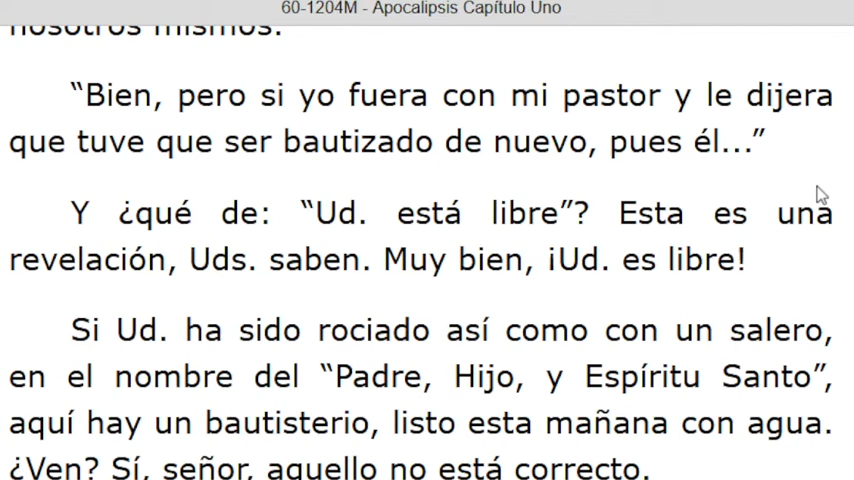 60-1204M - Apocalipsis Capítulo Uno
nosotros mismos.
“Bien, pero si yo fuera con mi pastor y le dijera
que tuve que ser bautizado de nuevo, pues él...”
Y ¿qué de: “Ud. está libre”? Esta es una
revelación, Uds. saben. Muy bien, ¡Ud. es libre!
Si Ud. ha sido rociado así como con un salero,
en el nombre del “Padre, Hijo, y Espíritu Santo”,
aquí hay un bautisterio, listo esta mañana con agua.
¿Ven? Sí, señor, aquello no está correcto.